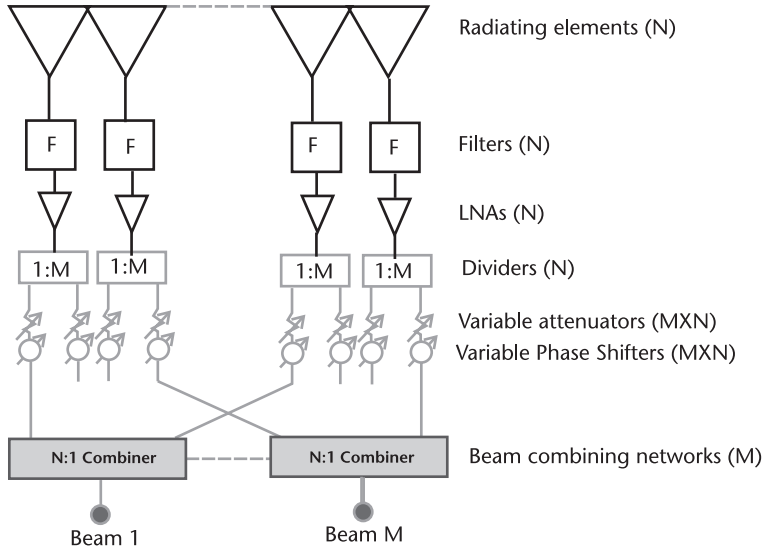 Radiating elements (N)
F F F F Filters (N)
LNAs (N)
1:M 1:M 1:M 1:M Dividers (N)
Variable attenuators (MXN)
Variable Phase Shifters (MXN)
N:1 Combiner N:1 Combiner Beam combining networks (M)
Beam 1 Beam M